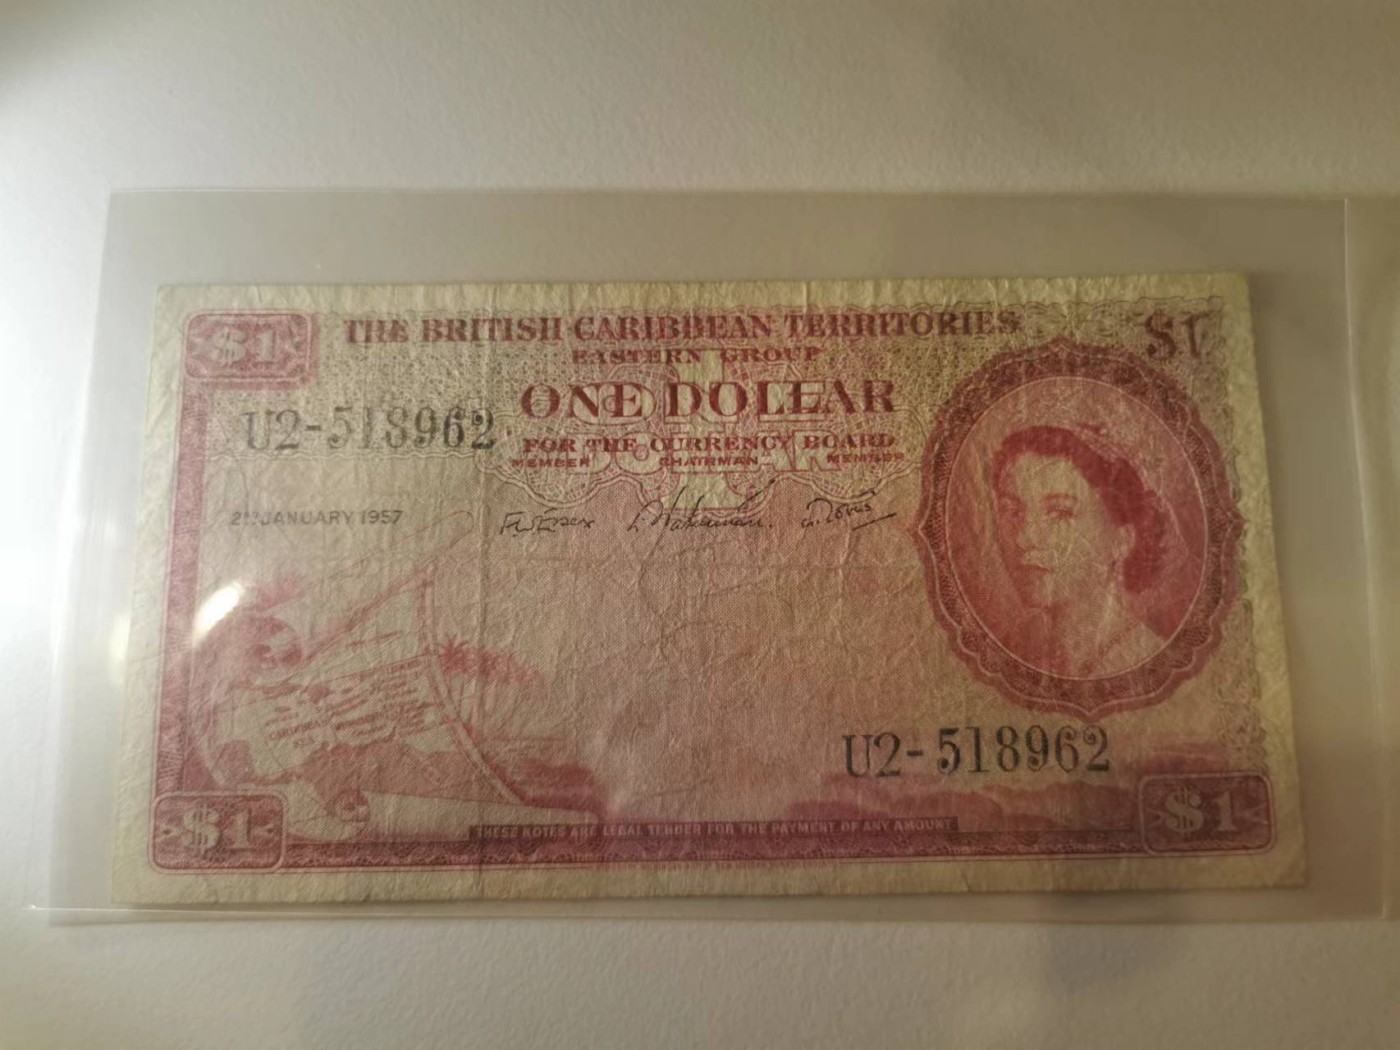 $1
THE BRITISH CARIBBEAN TERRITORIES
$1
EASTERN GROUP
ONE DOLLAR
U2-518962
FOR THE CURRENCY BOARD
MEMBER CHAIRMAN MEMBER
2ND JANUARY 1957
U2-518962
$1
THESE NOTES ARE LEGAL TENDER FOR THE PAYMENT OF ANY AMOUNT
$1